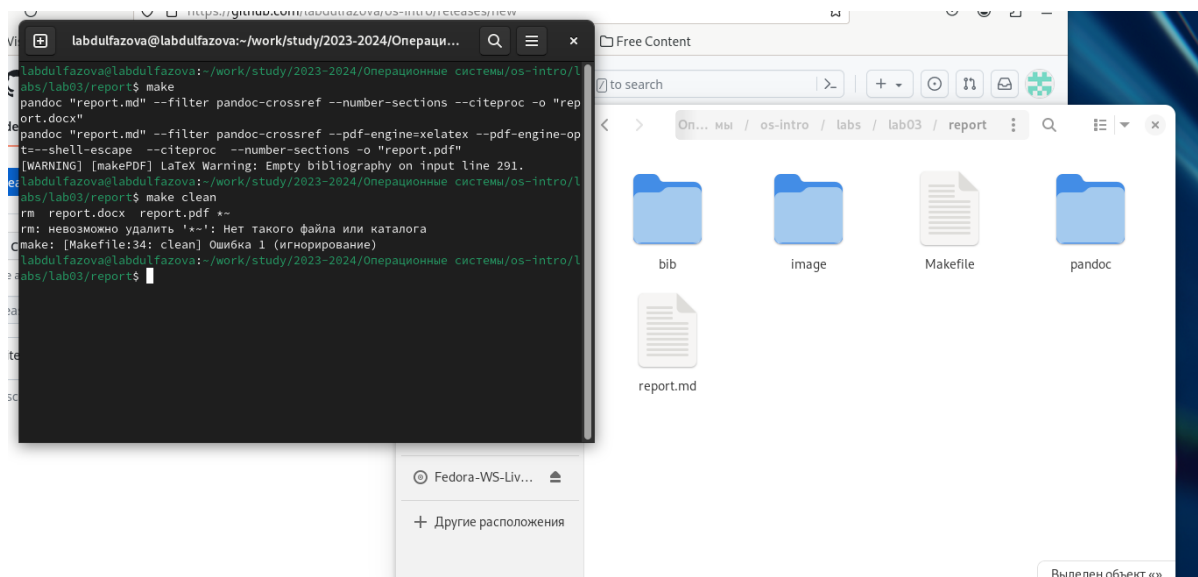 https://github.com/labdulfazova/os-intro/releases/new
labdulfazova@labdulfazova:~/work/study/2023-2024/Операци...
labdulfazova@labdulfazova:~/work/study/2023-2024/Операционные системы/os-intro/l
abs/lab03/report$ make
pandoc "report.md" --filter pandoc-crossref --number-sections --citeproc -o "rep
ort.docx"
pandoc "report.md" --filter pandoc-crossref --pdf-engine=xelatex --pdf-engine-op
t=--shell-escape  --citeproc  --number-sections -o "report.pdf"
[WARNING] [makePDF] LaTeX Warning: Empty bibliography on input line 291.
labdulfazova@labdulfazova:~/work/study/2023-2024/Операционные системы/os-intro/l
abs/lab03/report$ make clean
rm  report.docx  report.pdf *~
rm: невозможно удалить '*~': Нет такого файла или каталога
make: [Makefile:34: clean] Ошибка 1 (игнорирование)
labdulfazova@labdulfazova:~/work/study/2023-2024/Операционные системы/os-intro/l
abs/lab03/report$
Free Content
/ to search
Оп... мы / os-intro / labs / lab03 / report
bib
image
Makefile
pandoc
report.md
Fedora-WS-Liv...
+ Другие расположения
Выделен объект «»